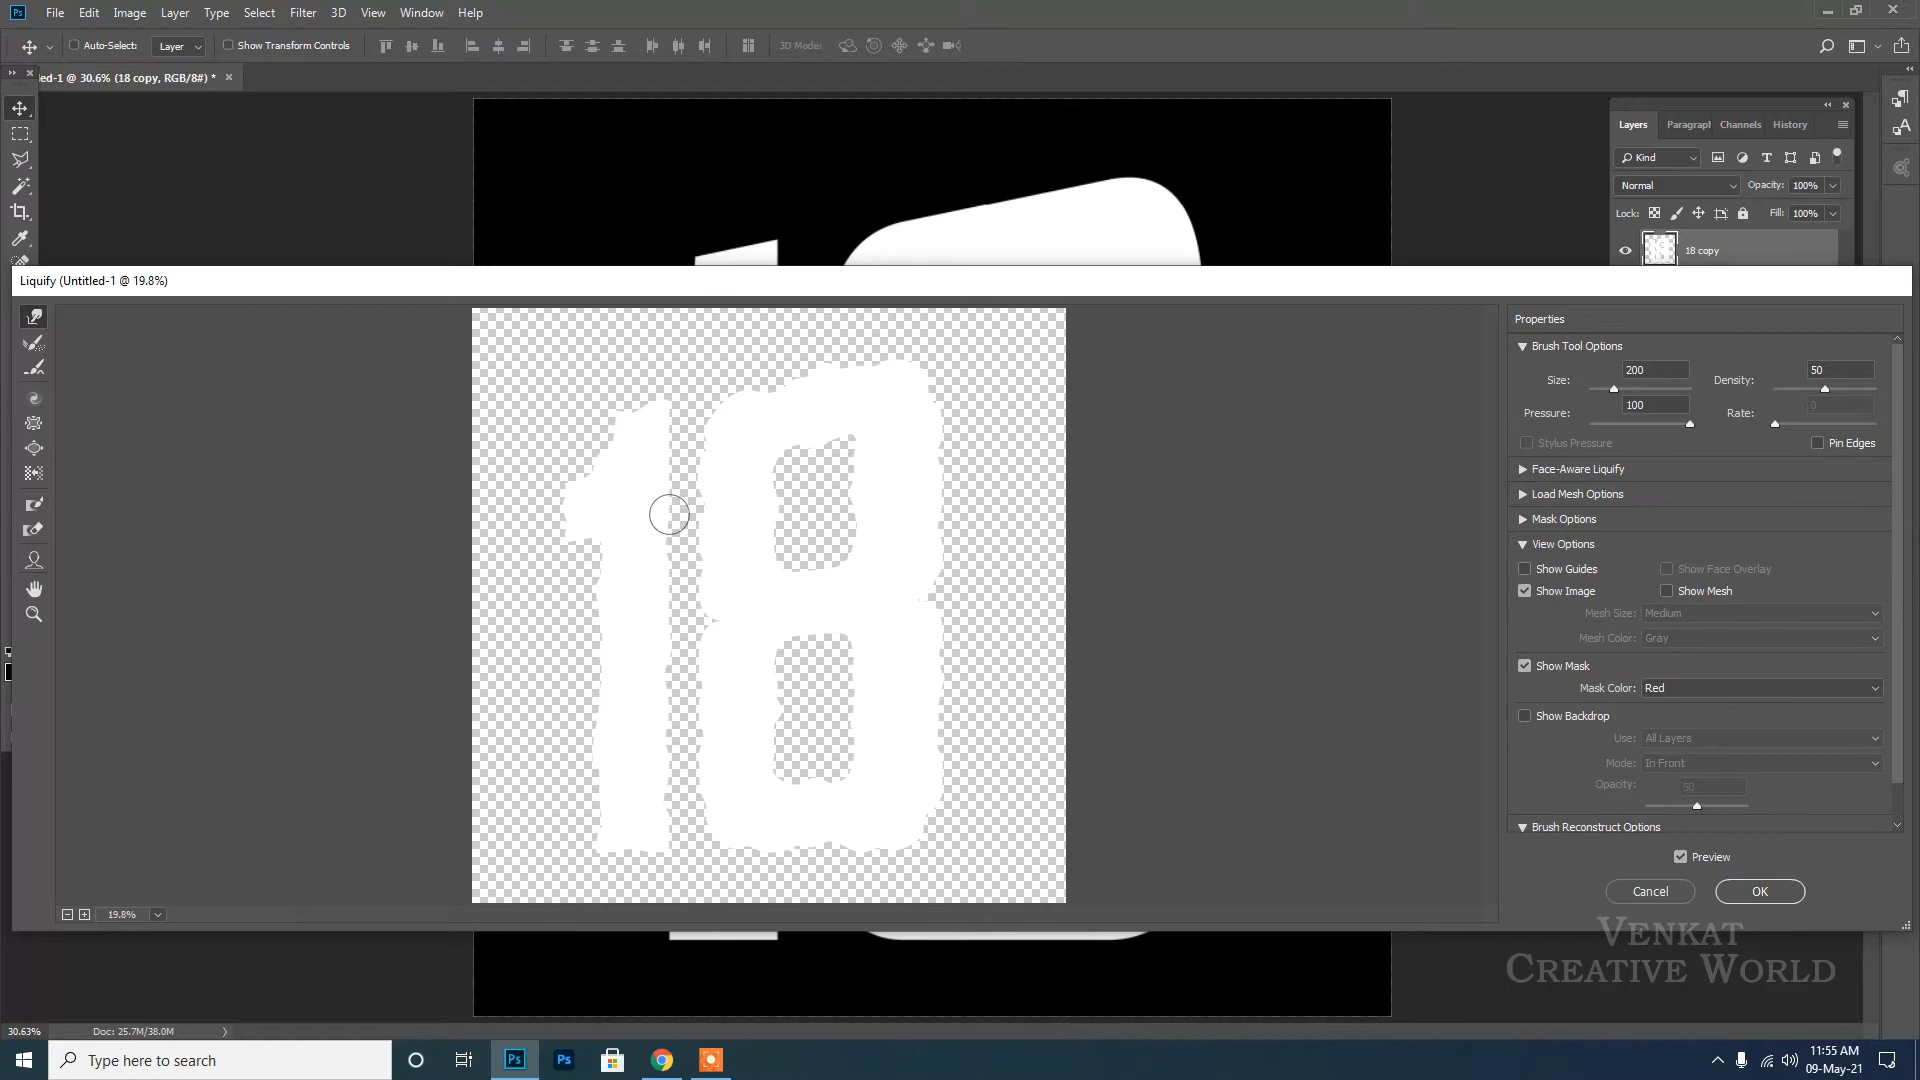 Ps File Edit Image Layer Type Select Filter 3D View Window Help
Auto-Select: Layer Show Transform Controls 3D Mode:
ed-1 @ 30.6% (18 copy, RGB/8#) *
Layers Paragraph Channels History
Kind
Normal Opacity: 100%
Lock: Fill: 100%
18 copy
Liquify (Untitled-1 @ 19.8%)
18
Properties
Brush Tool Options
Size: 200 Density: 50
Pressure: 100 Rate: 0
Stylus Pressure Pin Edges
Face-Aware Liquify
Load Mesh Options
Mask Options
View Options
Show Guides Show Face Overlay
Show Image Show Mesh
Mesh Size: Medium
Mesh Color: Gray
Show Mask
Mask Color: Red
Show Backdrop
Use: All Layers
Mode: In Front
Opacity: 50
Brush Reconstruct Options
Preview
Cancel OK
19.8%
VENKAT
CREATIVE WORLD
30.63% Doc: 25.7M/38.0M
Type here to search
Ps Ps
11:55 AM
09-May-21